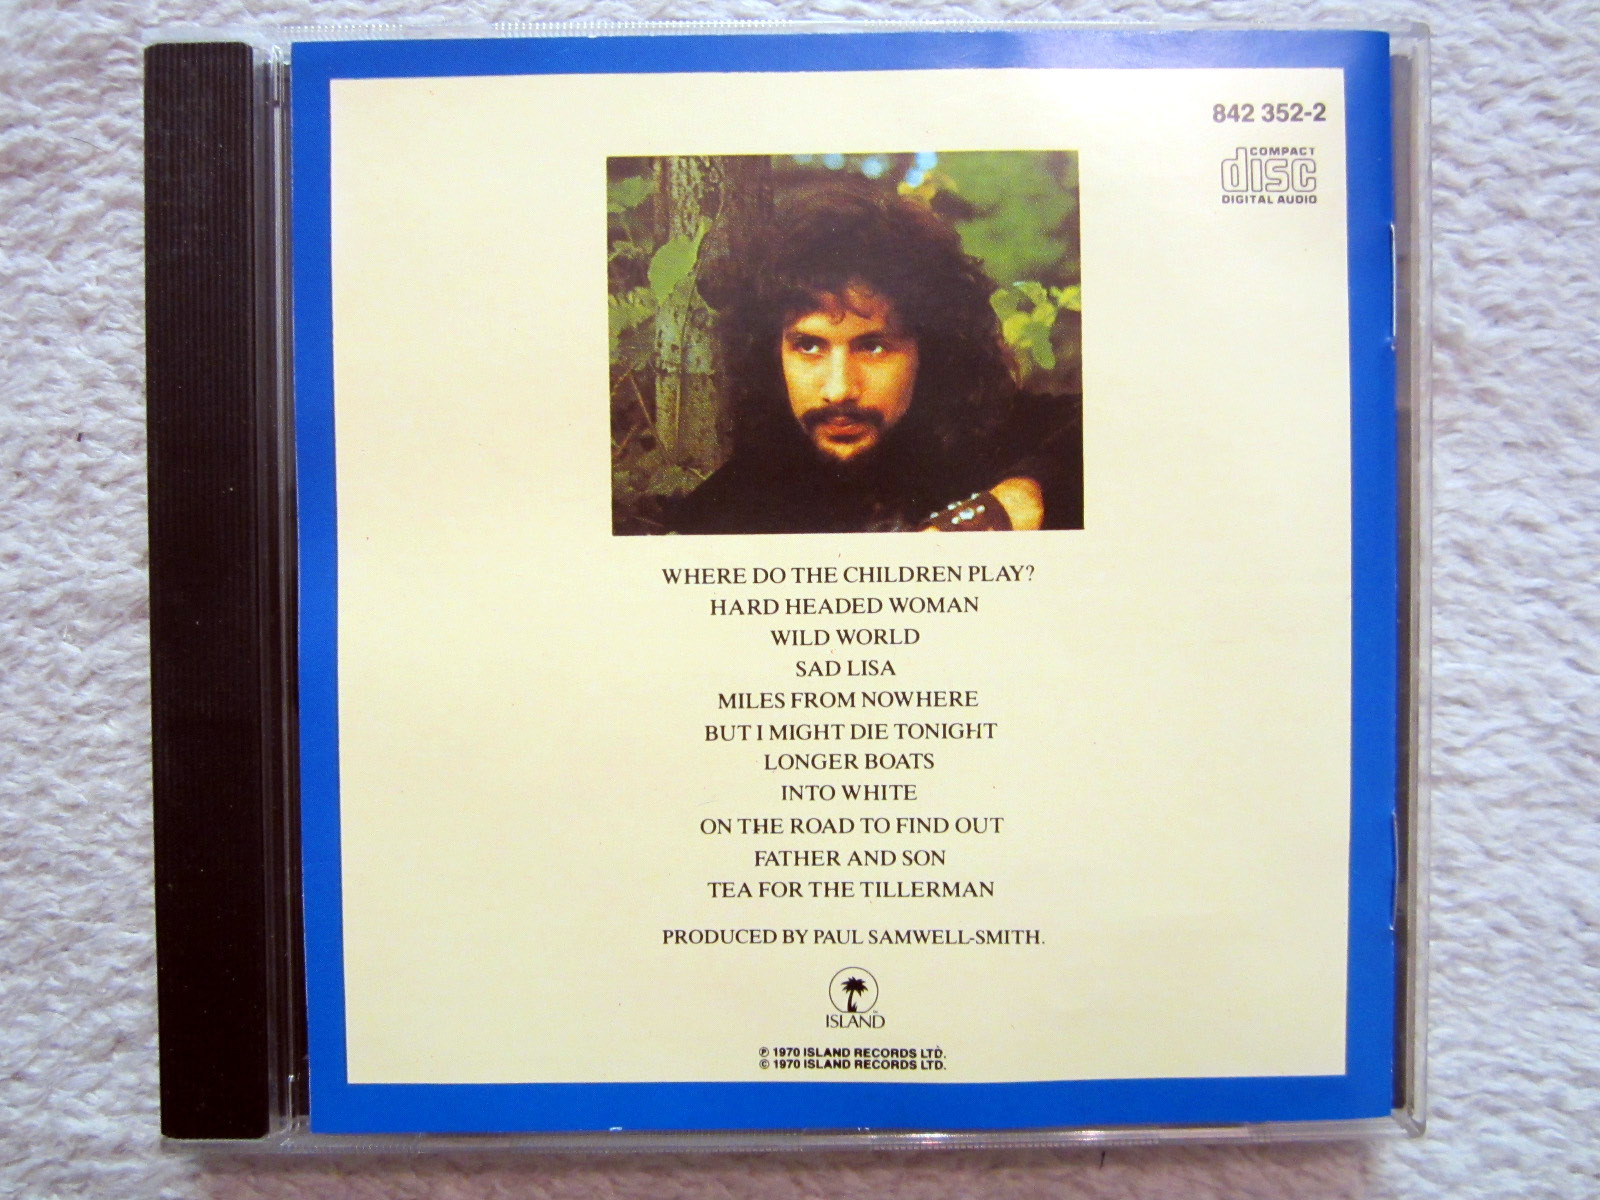 842 352-2
COMPACT
disc
DIGITAL AUDIO
WHERE DO THE CHILDREN PLAY?
HARD HEADED WOMAN
WILD WORLD
SAD LISA
MILES FROM NOWHERE
BUT I MIGHT DIE TONIGHT
LONGER BOATS
INTO WHITE
ON THE ROAD TO FIND OUT
FATHER AND SON
TEA FOR THE TILLERMAN
PRODUCED BY PAUL SAMWELL-SMITH.
ISLAND
℗ 1970 ISLAND RECORDS LTD.
© 1970 ISLAND RECORDS LTD.